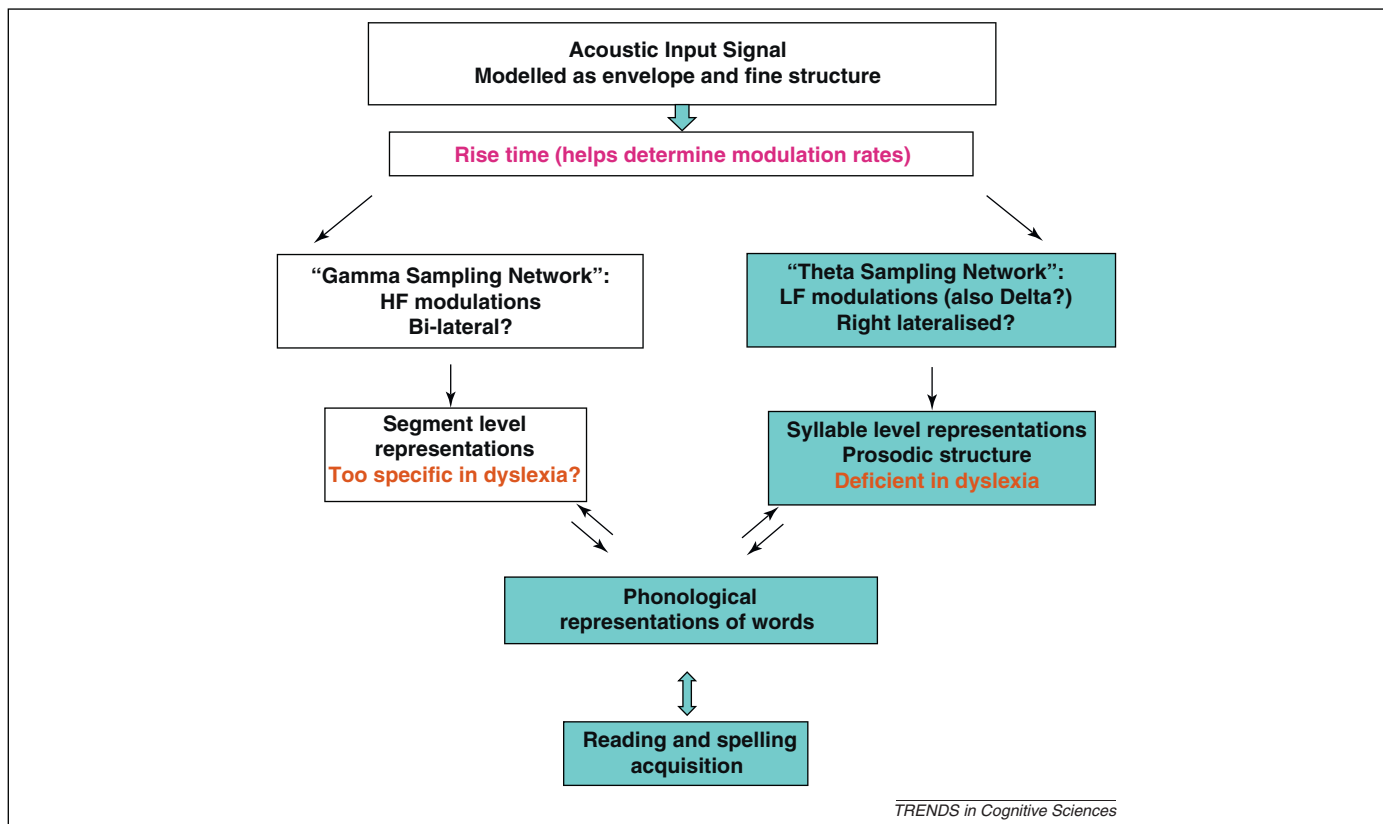 Acoustic Input Signal
Modelled as envelope and fine structure
Rise time (helps determine modulation rates)
“Gamma Sampling Network”:
HF modulations
Bi-lateral?
“Theta Sampling Network”:
LF modulations (also Delta?)
Right lateralised?
Segment level
representations
Too specific in dyslexia?
Syllable level representations
Prosodic structure
Deficient in dyslexia
Phonological
representations of words
Reading and spelling
acquisition
TRENDS in Cognitive Sciences